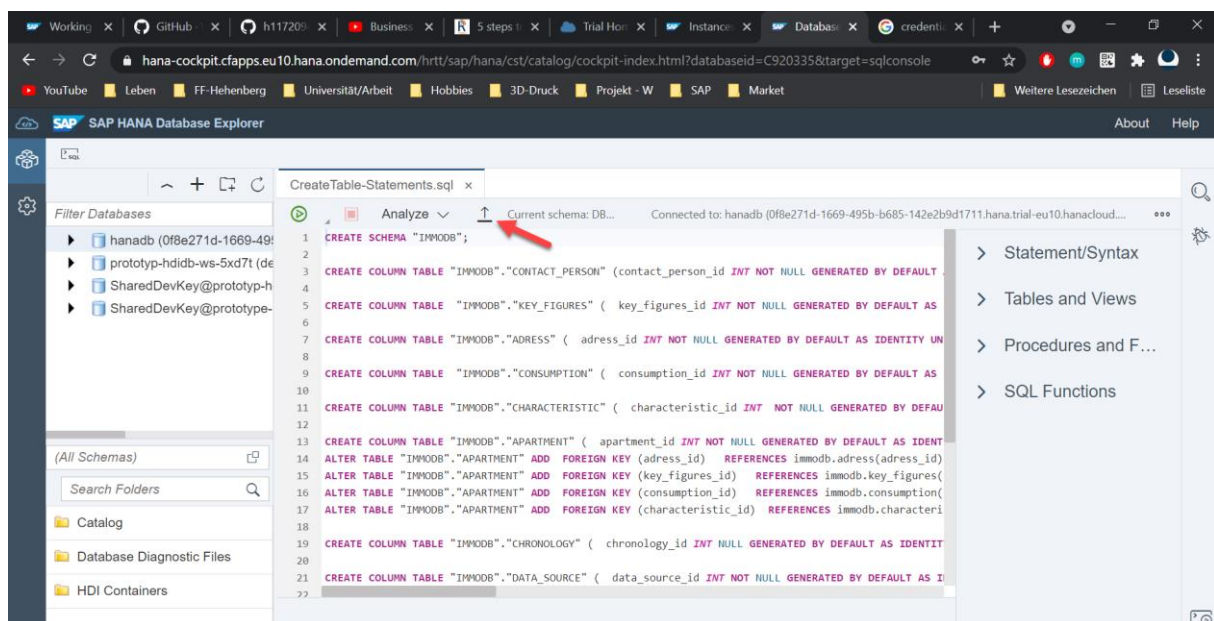 Working
GitHub
h117209
Business
5 steps t
Trial Hom
Instance
Databas
credentic
hana-cockpit.cfapps.eu10.hana.ondemand.com/hrtt/sap/hana/cst/catalog/cockpit-index.html?databaseid=C920335&target=sqlconsole
YouTube Leben FF-Hehenberg Universität/Arbeit Hobbies 3D-Druck Projekt - W SAP Market Weitere Lesezeichen Leseliste
SAP SAP HANA Database Explorer About Help
SQL
CreateTable-Statements.sql
Filter Databases
Analyze Current schema: DB... Connected to: hanadb (0f8e271d-1669-495b-b685-142e2b9d1711.hana.trial-eu10.hanacloud....
hanadb (0f8e271d-1669-495
prototyp-hdidb-ws-5xd7t (de
SharedDevKey@prototyp-h
SharedDevKey@prototype-
(All Schemas)
Search Folders
Catalog
Database Diagnostic Files
HDI Containers
1 CREATE SCHEMA "IMMODB";
2
3 CREATE COLUMN TABLE "IMMODB"."CONTACT_PERSON" (contact_person_id INT NOT NULL GENERATED BY DEFAULT
4
5 CREATE COLUMN TABLE "IMMODB"."KEY_FIGURES" ( key_figures_id INT NOT NULL GENERATED BY DEFAULT AS
6
7 CREATE COLUMN TABLE "IMMODB"."ADRESS" ( adress_id INT NOT NULL GENERATED BY DEFAULT AS IDENTITY UN
8
9 CREATE COLUMN TABLE "IMMODB"."CONSUMPTION" ( consumption_id INT NOT NULL GENERATED BY DEFAULT AS
10
11 CREATE COLUMN TABLE "IMMODB"."CHARACTERISTIC" ( characteristic_id INT NOT NULL GENERATED BY DEFAU
12
13 CREATE COLUMN TABLE "IMMODB"."APARTMENT" ( apartment_id INT NOT NULL GENERATED BY DEFAULT AS IDENT
14 ALTER TABLE "IMMODB"."APARTMENT" ADD FOREIGN KEY (adress_id) REFERENCES immodb.adress(adress_id)
15 ALTER TABLE "IMMODB"."APARTMENT" ADD FOREIGN KEY (key_figures_id) REFERENCES immodb.key_figures(
16 ALTER TABLE "IMMODB"."APARTMENT" ADD FOREIGN KEY (consumption_id) REFERENCES immodb.consumption(
17 ALTER TABLE "IMMODB"."APARTMENT" ADD FOREIGN KEY (characteristic_id) REFERENCES immodb.characteri
18
19 CREATE COLUMN TABLE "IMMODB"."CHRONOLOGY" ( chronology_id INT NULL GENERATED BY DEFAULT AS IDENTIT
20
21 CREATE COLUMN TABLE "IMMODB"."DATA_SOURCE" ( data_source_id INT NOT NULL GENERATED BY DEFAULT AS I
22
Statement/Syntax
Tables and Views
Procedures and F...
SQL Functions